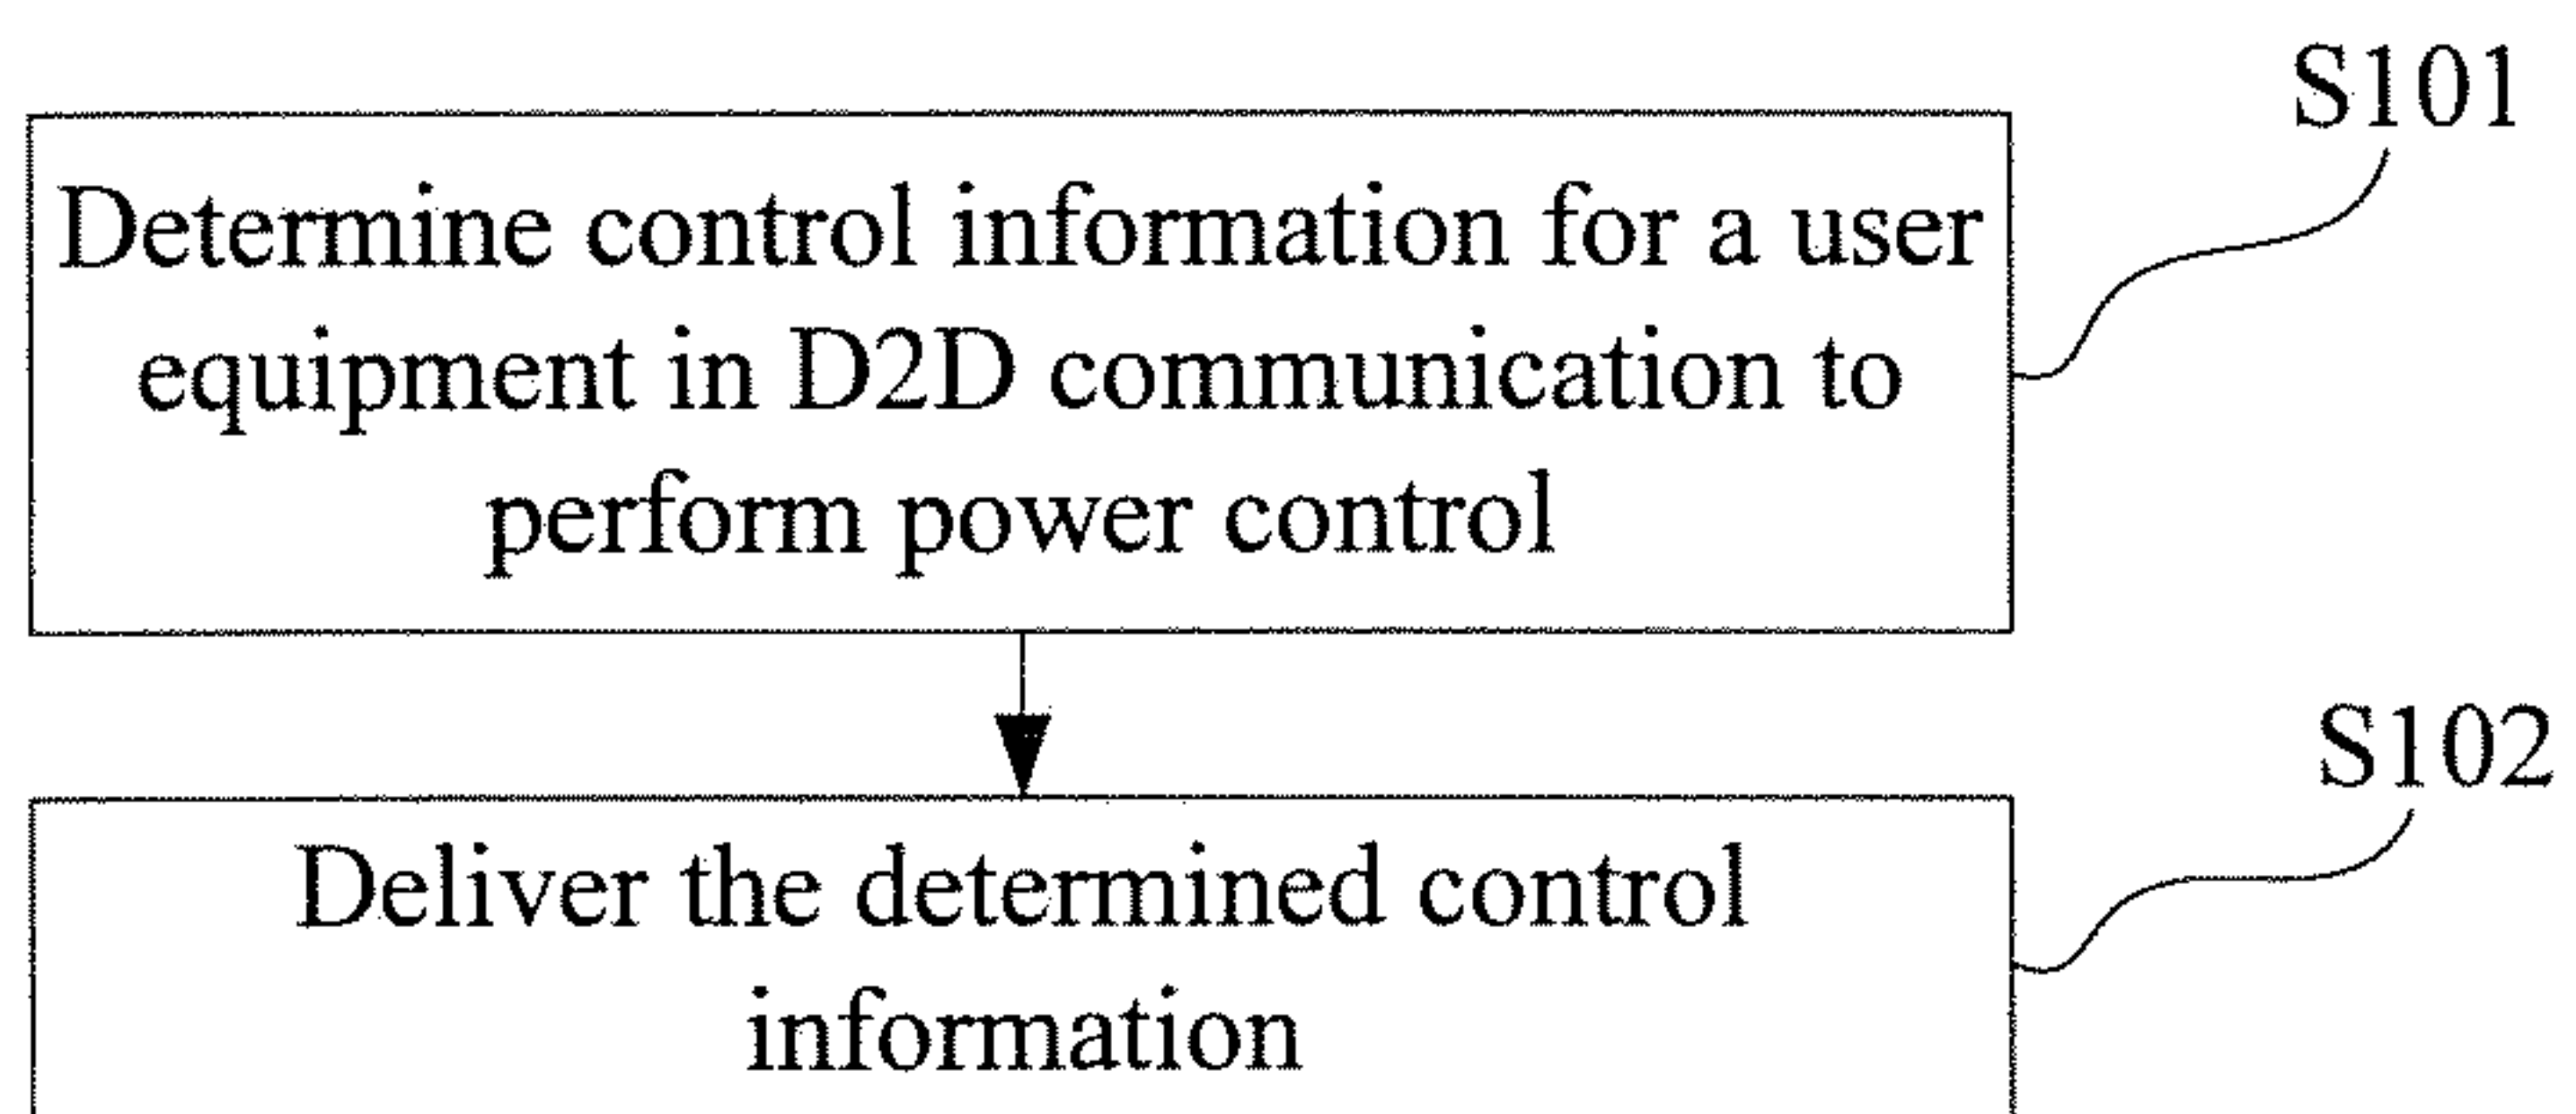 S101
Determine control information for a user
equipment in D2D communication to
perform power control
S102
Deliver the determined control
information